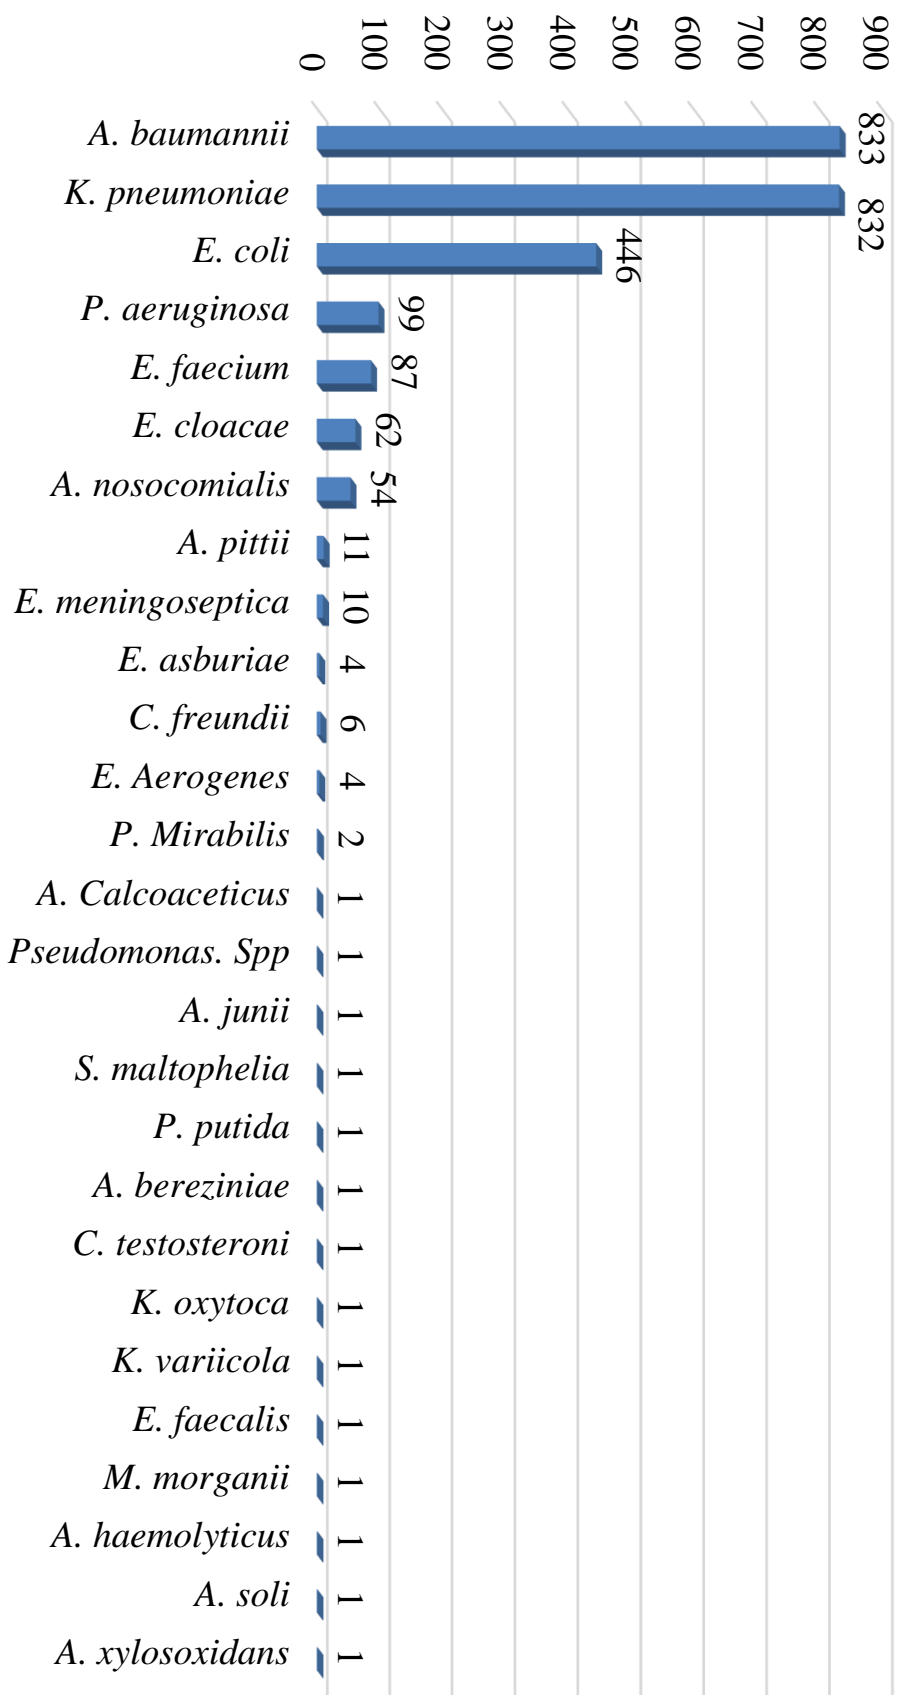 0
100
200
300
400
500
600
700
800
900
A. baumannii 833
K. pneumoniae 832
E. coli 446
P. aeruginosa 99
E. faecium 87
E. cloacae 62
A. nosocomialis 54
A. pittii 11
E. meningoseptica 10
E. asburiae 4
C. freundii 6
E. Aerogenes 4
P. Mirabilis 2
A. Calcoaceticus 1
Pseudomonas. Spp 1
A. junii 1
S. maltophelia 1
P. putida 1
A. bereziniae 1
C. testosteroni 1
K. oxytoca 1
K. variicola 1
E. faecalis 1
M. morganii 1
A. haemolyticus 1
A. soli 1
A. xylosoxidans 1